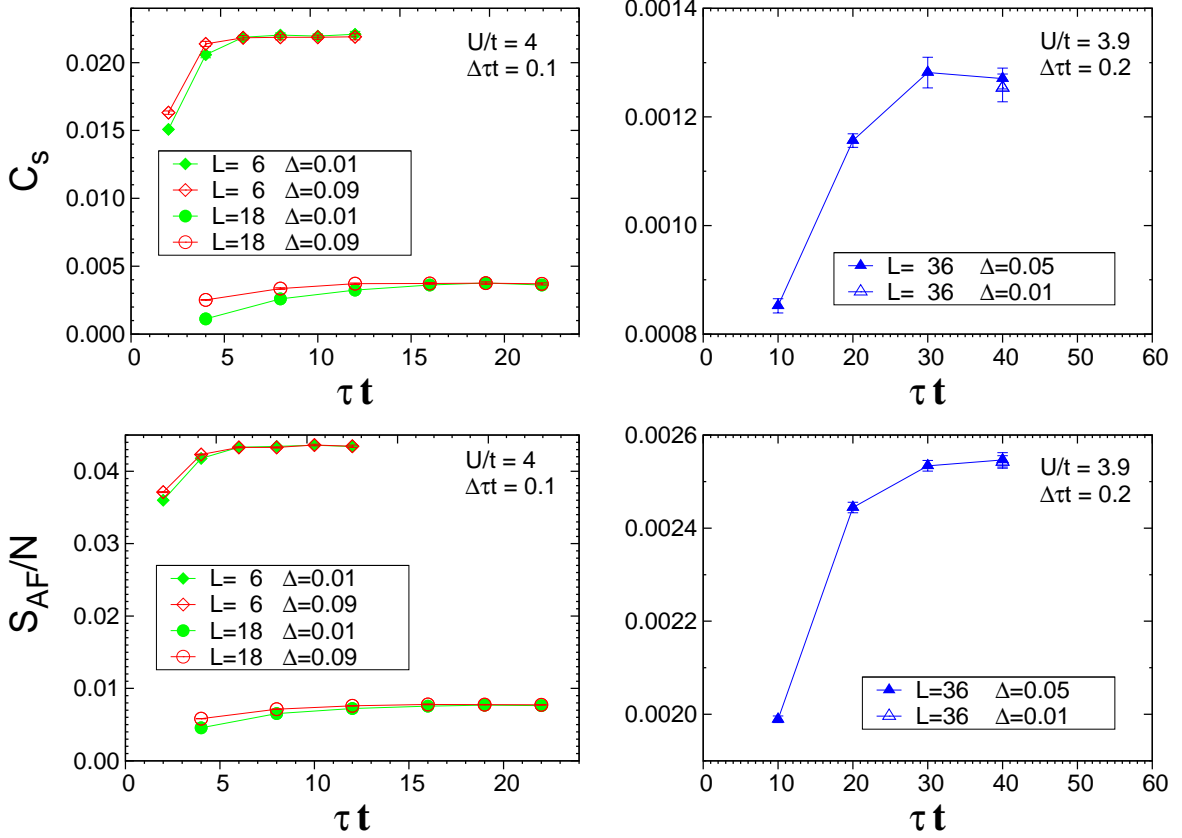 C_s
0.020
0.015
0.010
0.005
0.000
U/t = 4
Δτt = 0.1
L= 6 Δ=0.01
L= 6 Δ=0.09
L=18 Δ=0.01
L=18 Δ=0.09
0 5 10 15 20
τ t
0.0014
0.0012
0.0010
0.0008
U/t = 3.9
Δτt = 0.2
L= 36 Δ=0.05
L= 36 Δ=0.01
0 10 20 30 40 50 60
τ t
S_AF/N
0.04
0.03
0.02
0.01
0.00
U/t = 4
Δτt = 0.1
L= 6 Δ=0.01
L= 6 Δ=0.09
L=18 Δ=0.01
L=18 Δ=0.09
0 5 10 15 20
τ t
0.0026
0.0024
0.0022
0.0020
U/t = 3.9
Δτt = 0.2
L=36 Δ=0.05
L=36 Δ=0.01
0 10 20 30 40 50 60
τ t